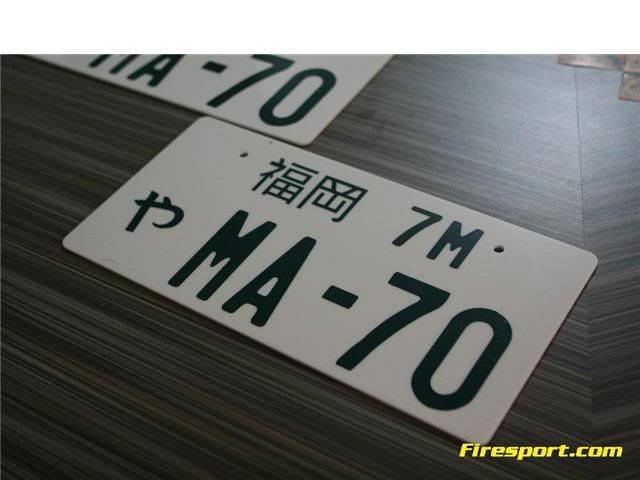 MA-70
福岡 7M
や MA-70
Firesport.com